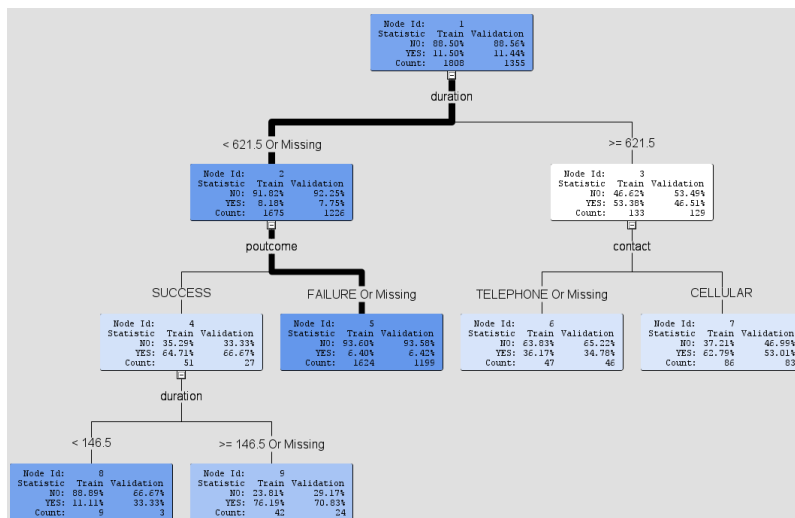 Node Id: 1
Statistic Train Validation
NO: 88.50% 88.56%
YES: 11.50% 11.44%
Count: 1808 1355
duration
< 621.5 Or Missing
>= 621.5
Node Id: 2
Statistic Train Validation
NO: 91.82% 92.25%
YES: 8.18% 7.75%
Count: 1675 1226
Node Id: 3
Statistic Train Validation
NO: 46.62% 53.49%
YES: 53.38% 46.51%
Count: 133 129
poutcome
contact
SUCCESS
FAILURE Or Missing
TELEPHONE Or Missing
CELLULAR
Node Id: 4
Statistic Train Validation
NO: 35.29% 33.33%
YES: 64.71% 66.67%
Count: 51 27
Node Id: 5
Statistic Train Validation
NO: 93.60% 93.58%
YES: 6.40% 6.42%
Count: 1624 1199
Node Id: 6
Statistic Train Validation
NO: 63.83% 65.22%
YES: 36.17% 34.78%
Count: 47 46
Node Id: 7
Statistic Train Validation
NO: 37.21% 46.99%
YES: 62.79% 53.01%
Count: 86 83
duration
< 146.5
>= 146.5 Or Missing
Node Id: 8
Statistic Train Validation
NO: 88.89% 66.67%
YES: 11.11% 33.33%
Count: 9 3
Node Id: 9
Statistic Train Validation
NO: 23.81% 29.17%
YES: 76.19% 70.83%
Count: 42 24